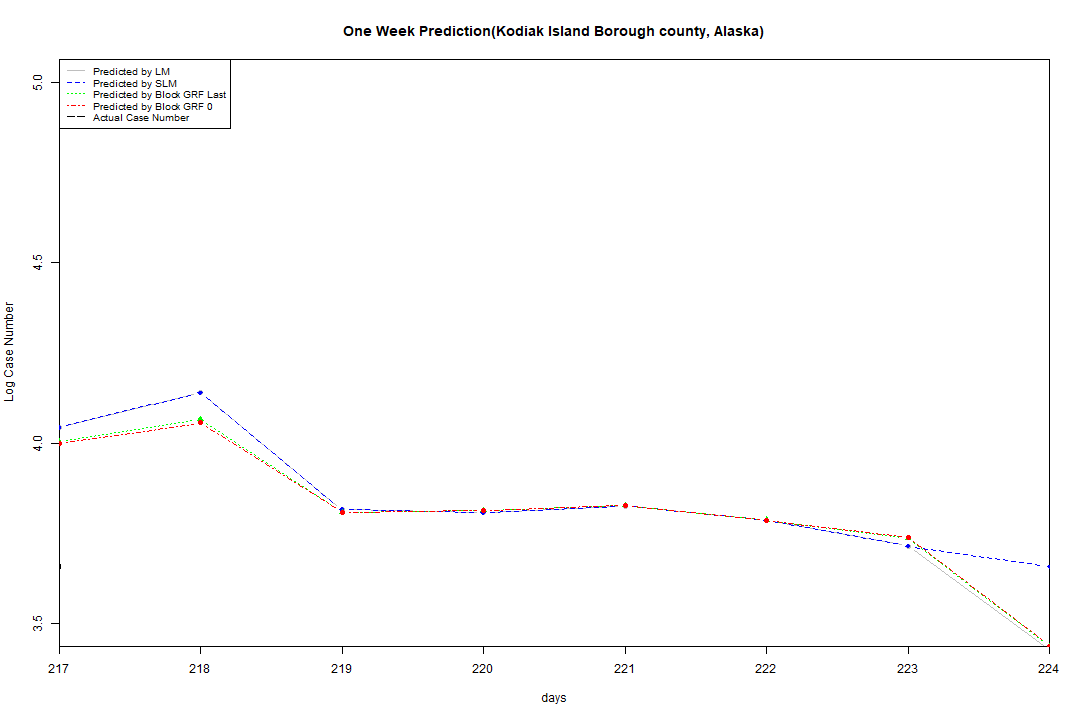 One Week Prediction(Kodiak Island Borough county, Alaska)
Predicted by LM
Predicted by SLM
Predicted by Block GRF Last
Predicted by Block GRF 0
Actual Case Number
5.0
4.5
4.0
3.5
Log Case Number
217 218 219 220 221 222 223 224
days